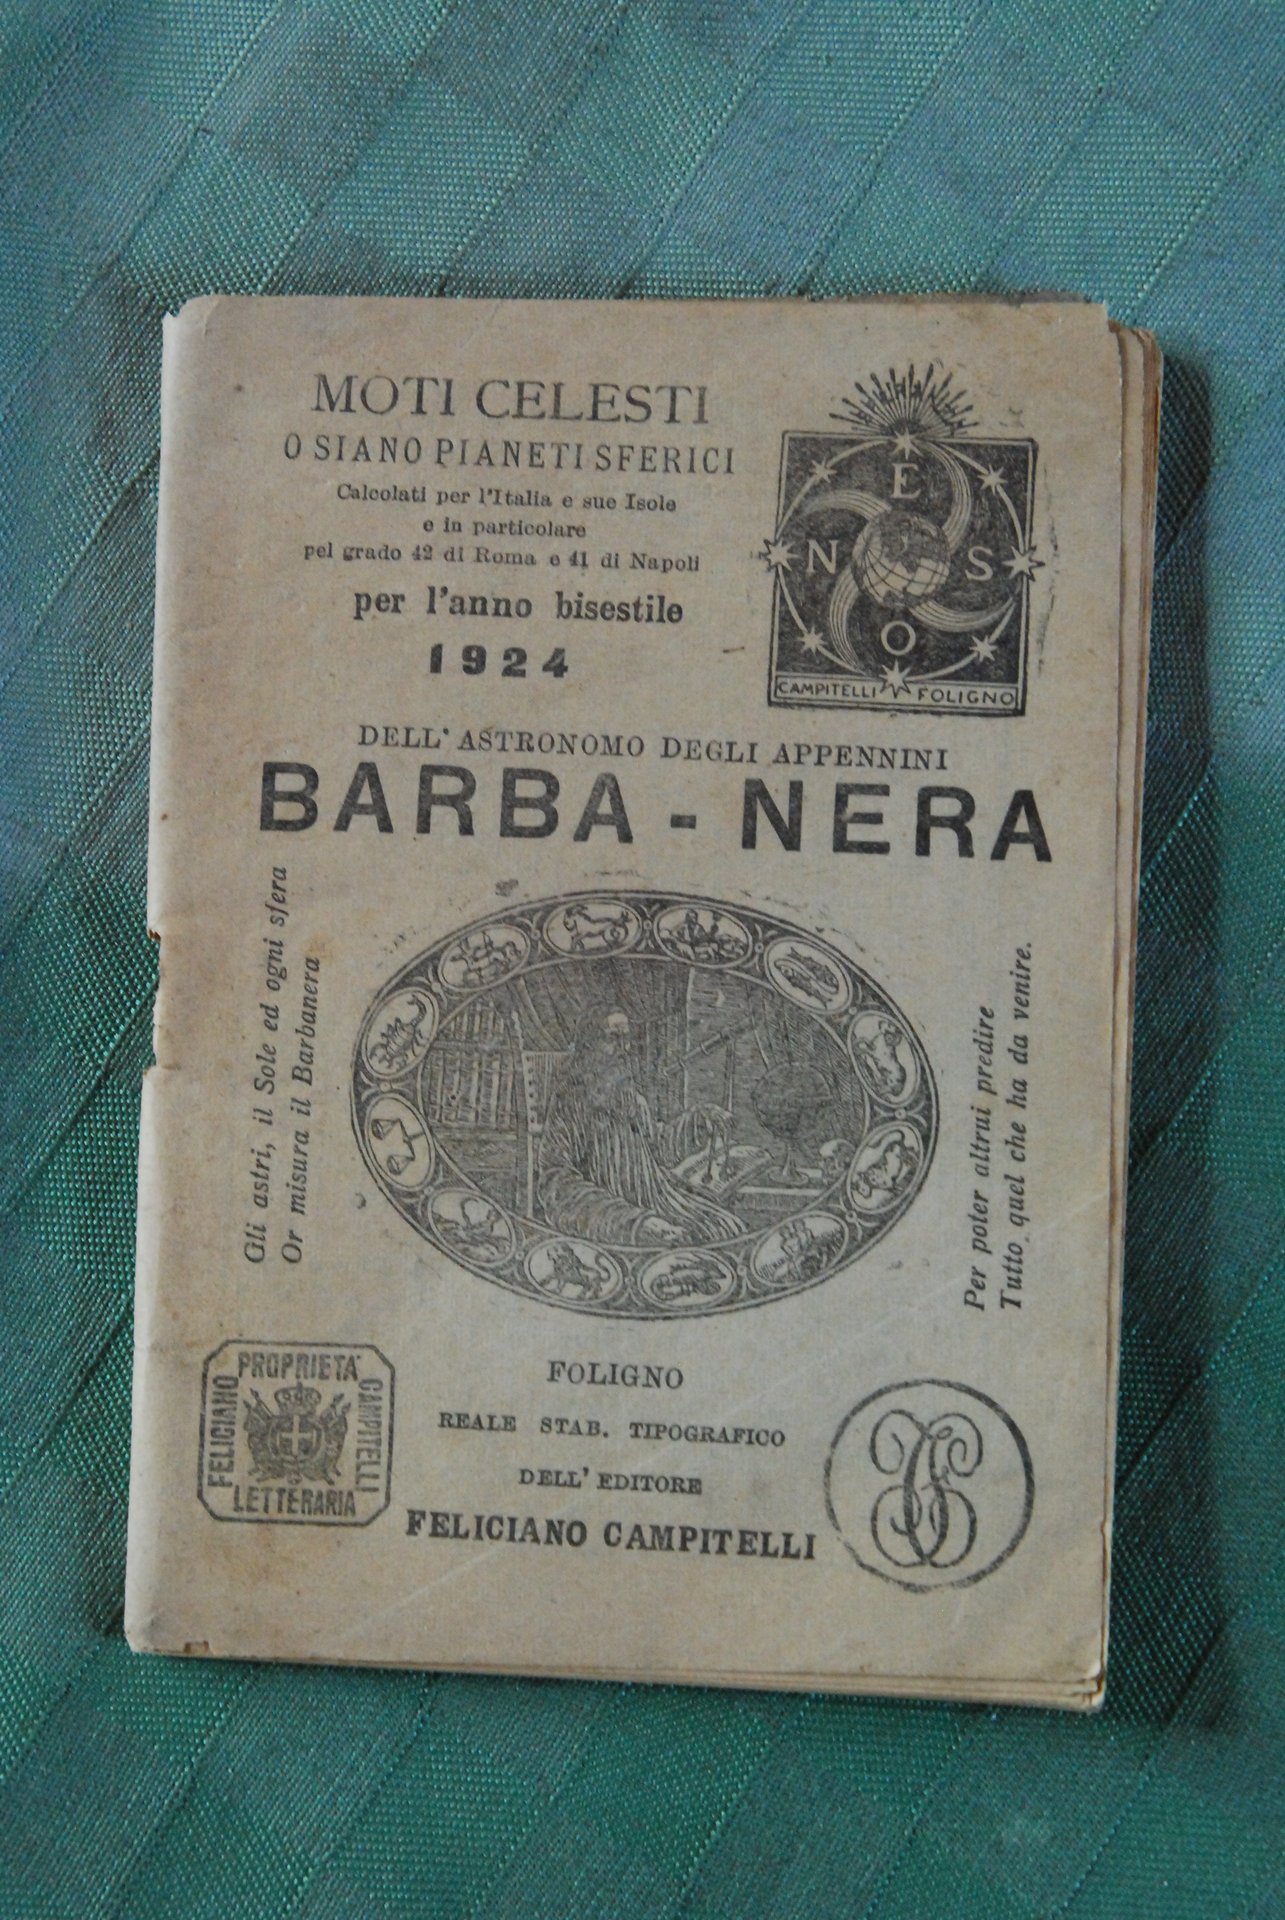 MOTI CELESTI
O SIANO PIANETI SFERICI
Calcolati per l'Italia e sue Isole
e in particolare
pel grado 42 di Roma e 41 di Napoli
per l'anno bisestile
1924
E
N S
O
CAMPITELLI FOLIGNO
DELL' ASTRONOMO DEGLI APPENNINI
BARBA - NERA
Gli astri, il Sole ed ogni sfera
Or misura il Barbanera
Per poter altrui predire
Tutto quel che ha da venire.
PROPRIETA'
FELICIANO
CAMPITELLI
LETTERARIA
FOLIGNO
REALE STAB. TIPOGRAFICO
DELL' EDITORE
FELICIANO CAMPITELLI